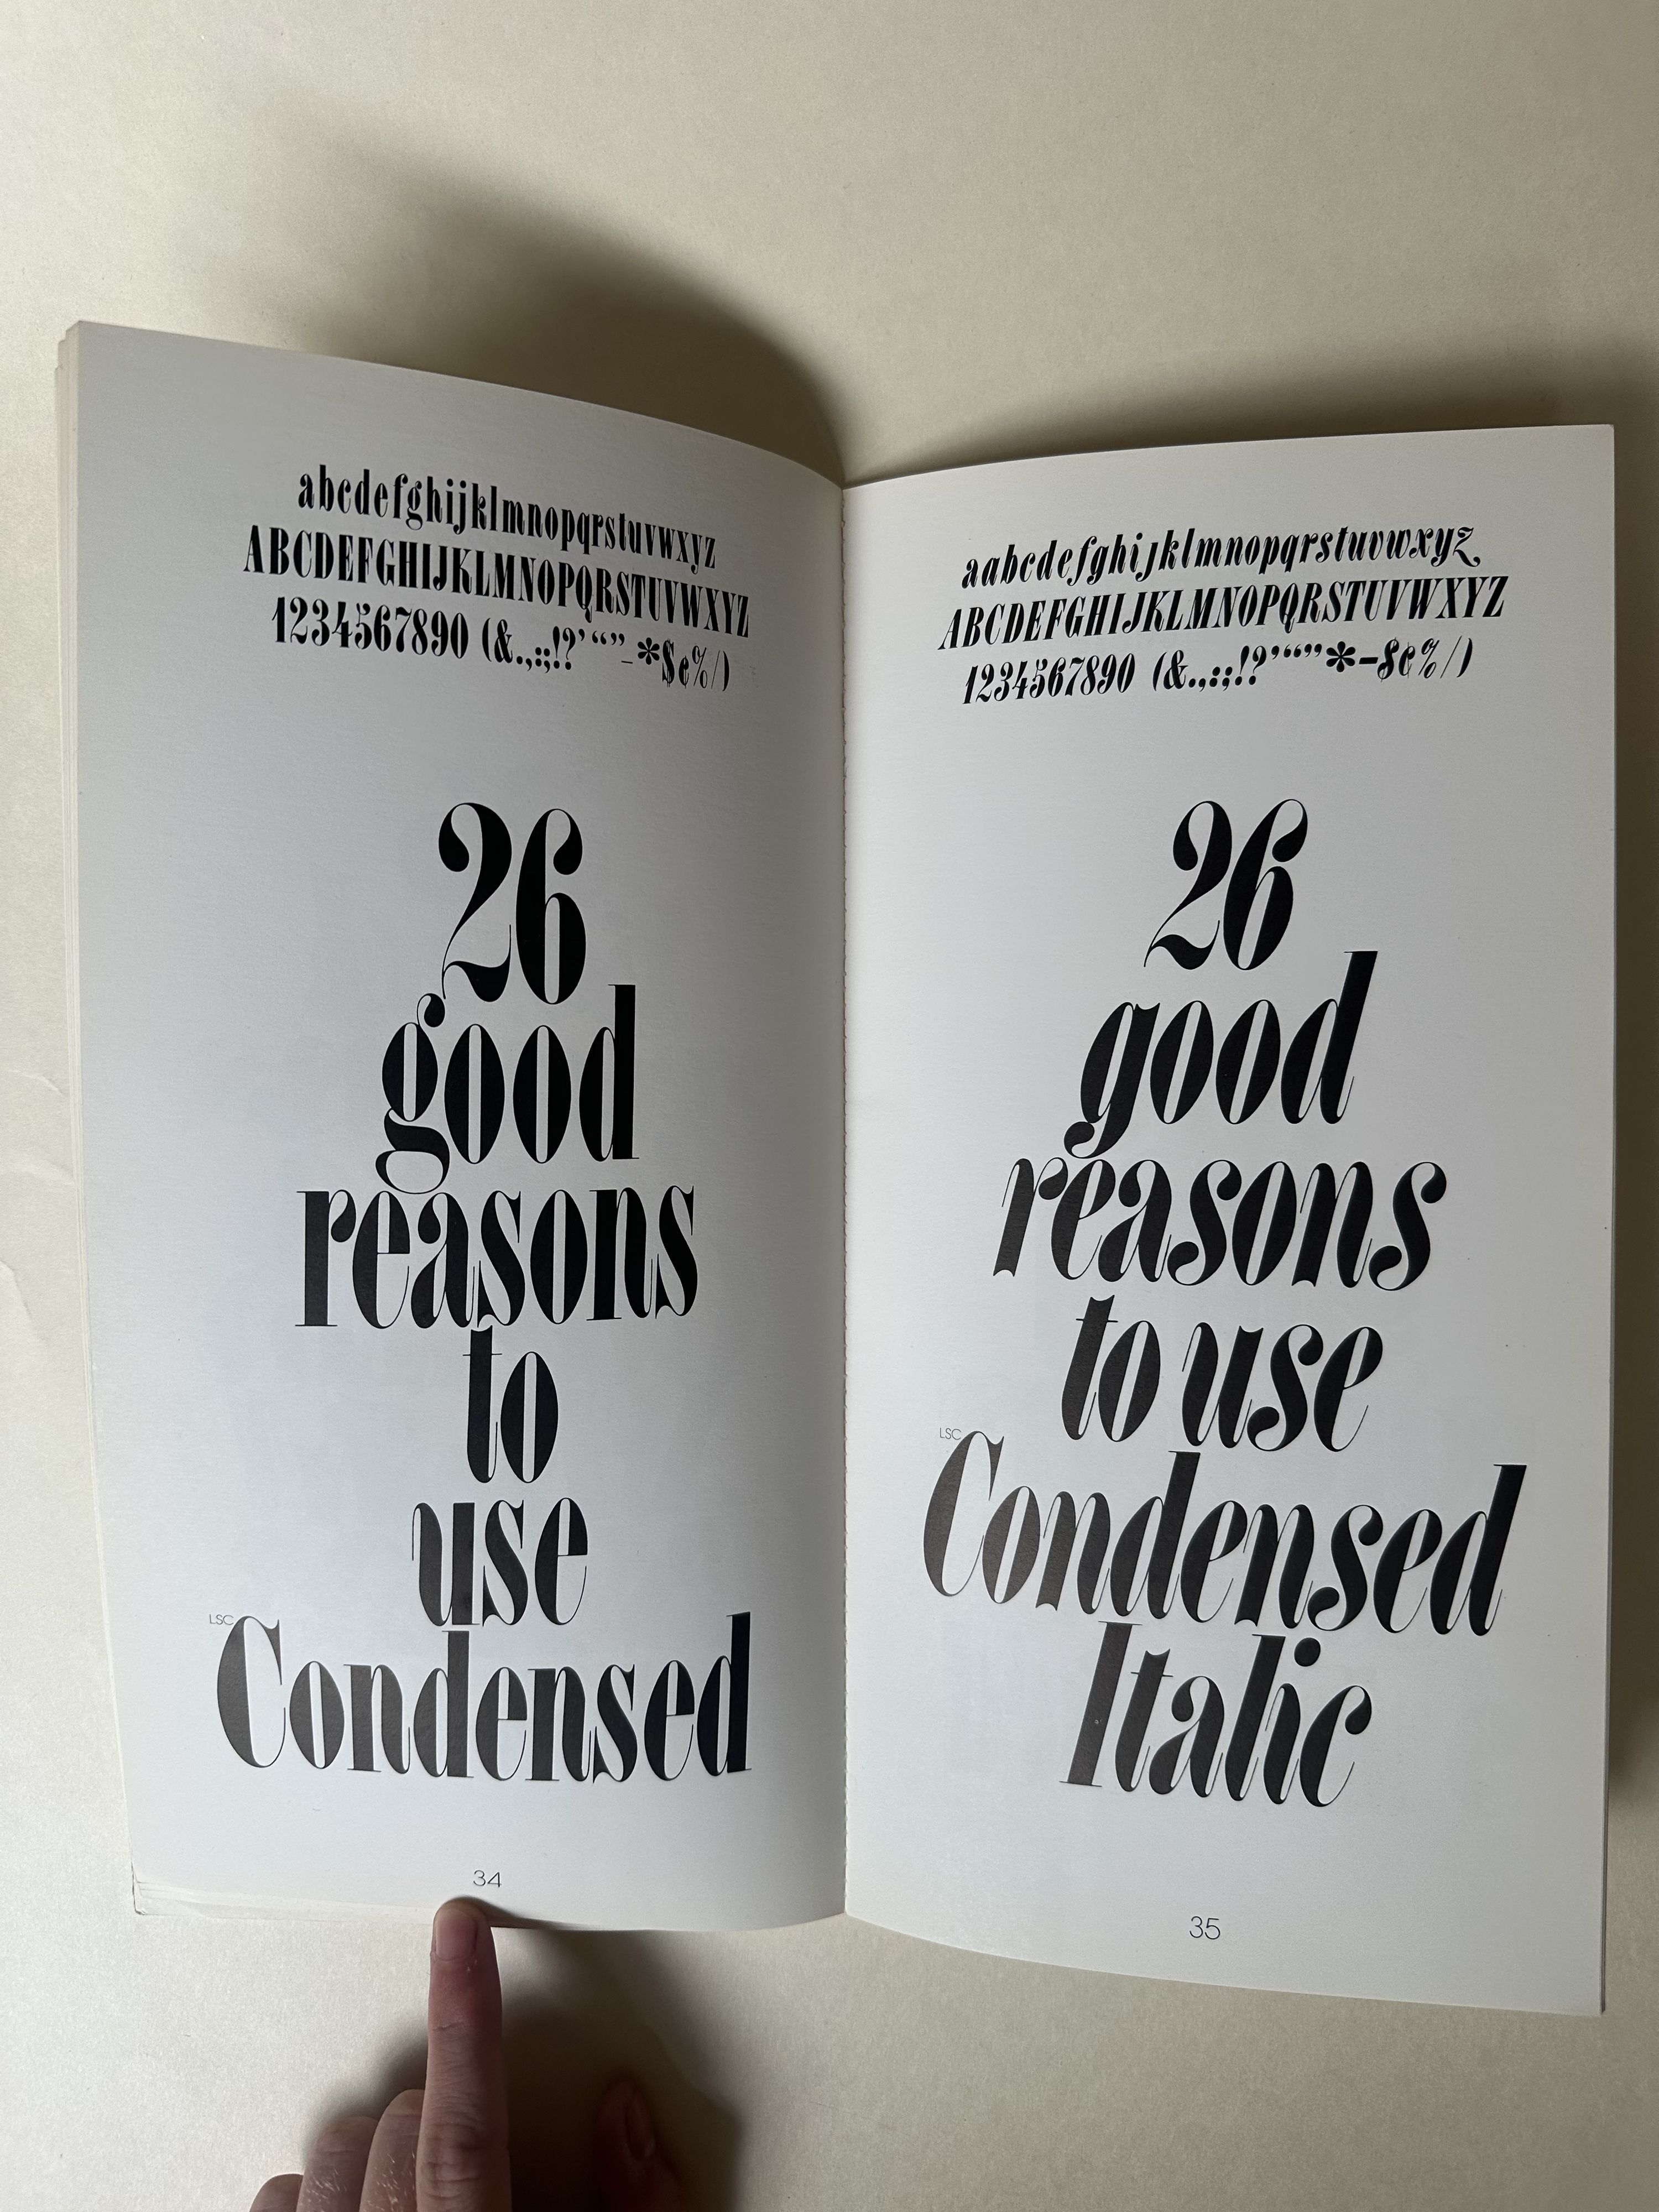 abcdefghijklmnopqrstuvwxyz
ABCDEFGHIJKLMNOPQRSTUVWXYZ
1234567890 (&.,:;!?’“”-*$¢%/)
26
good
reasons
to
use
LSC
Condensed
34
aabcdefghijklmnopqrstuvwxyz
ABCDEFGHIJKLMNOPQRSTUVWXYZ
1234567890 (&.,:;!?’“”*-$¢%/)
26
good
reasons
to use
LSC
Condensed
Italic
35